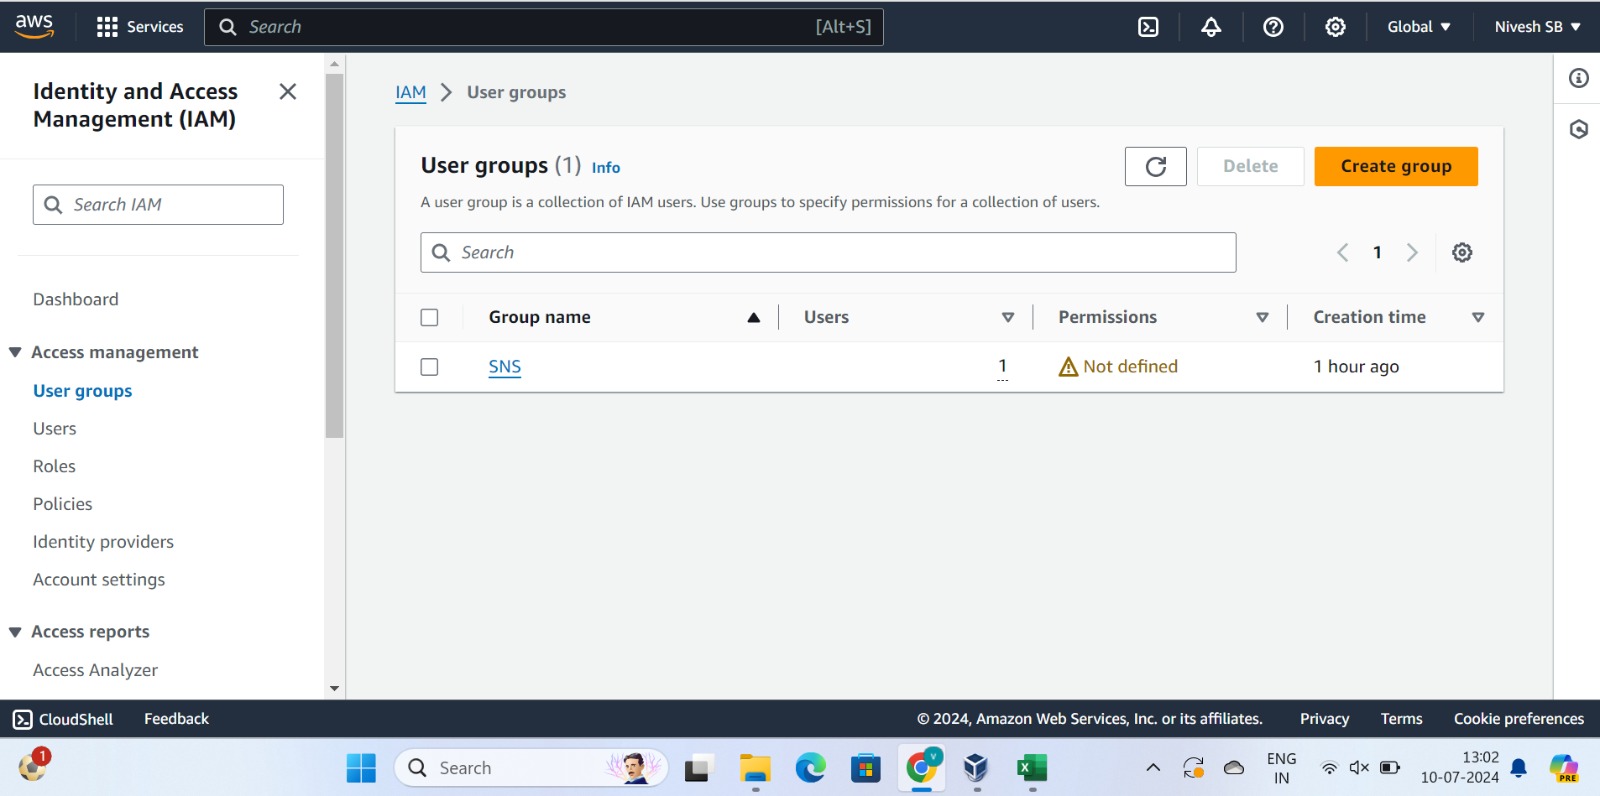 aws
Services
Search
[Alt+S]
Global
Nivesh SB
Identity and Access
Management (IAM)
Search IAM
Dashboard
Access management
User groups
Users
Roles
Policies
Identity providers
Account settings
Access reports
Access Analyzer
IAM
User groups
User groups (1) Info
Delete
Create group
A user group is a collection of IAM users. Use groups to specify permissions for a collection of users.
Search
1
Group name
Users
Permissions
Creation time
SNS
1
Not defined
1 hour ago
CloudShell
Feedback
© 2024, Amazon Web Services, Inc. or its affiliates.
Privacy
Terms
Cookie preferences
1
Search
V
X
ENG
IN
13:02
10-07-2024
PRE